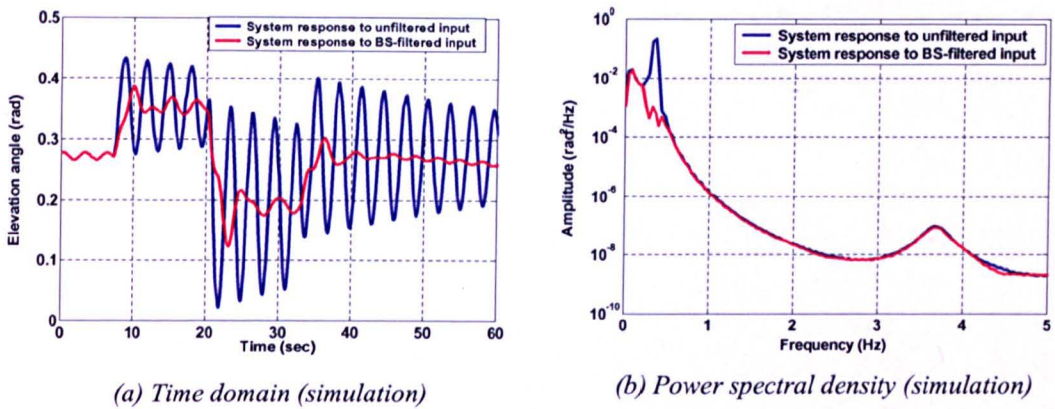 0.5
0.4
0.3
0.2
0.1
0
Elevation angle (rad)
System response to unfiltered input
System response to BS-filtered input
0 10 20 30 40 50 60
Time (sec)
(a) Time domain (simulation)
10^0
10^-2
10^-4
10^-6
10^-8
10^-10
Amplitude (rad^2/Hz)
System response to unfiltered input
System response to BS-filtered input
0 1 2 3 4 5
Frequency (Hz)
(b) Power spectral density (simulation)